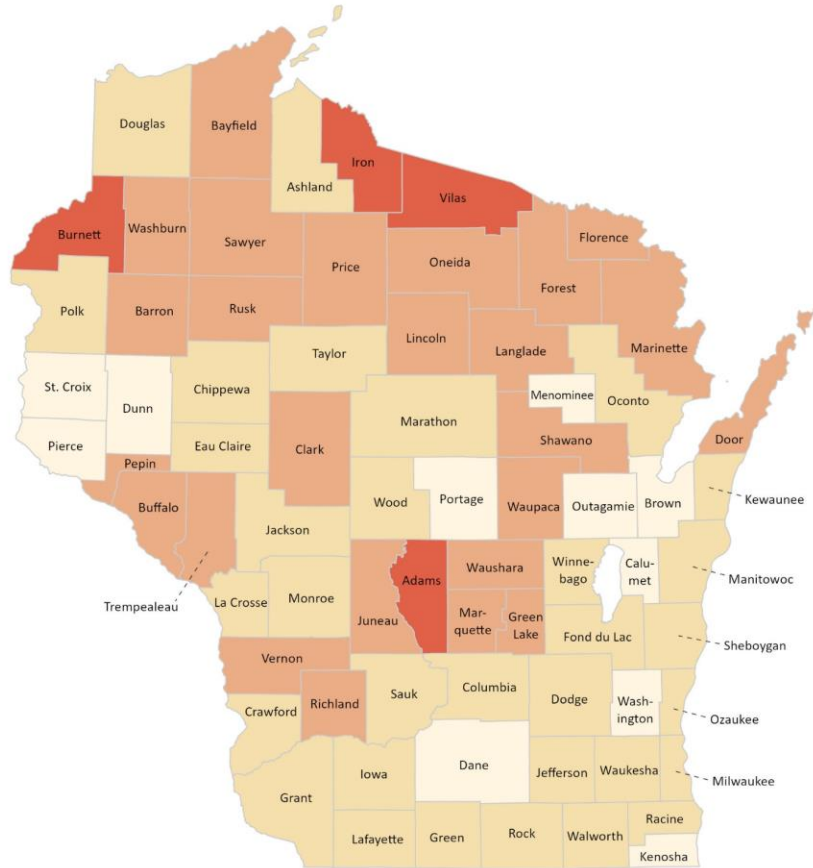 Douglas
Bayfield
Iron
Ashland
Vilas
Burnett
Washburn
Sawyer
Florence
Price
Oneida
Forest
Polk
Barron
Rusk
Lincoln
Langlade
Marinette
Taylor
St. Croix
Dunn
Chippewa
Menominee
Oconto
Marathon
Pierce
Eau Claire
Clark
Shawano
Door
Pepin
Buffalo
Wood
Portage
Waupaca
Outagamie
Brown
Kewaunee
Jackson
Trempealeau
La Crosse
Monroe
Juneau
Adams
Waushara
Winne-
bago
Calu-
met
Manitowoc
Mar-
quette
Green
Lake
Fond du Lac
Sheboygan
Vernon
Richland
Crawford
Sauk
Columbia
Dodge
Wash-
ington
Ozaukee
Dane
Iowa
Jefferson
Waukesha
Milwaukee
Grant
Lafayette
Green
Rock
Walworth
Racine
Kenosha